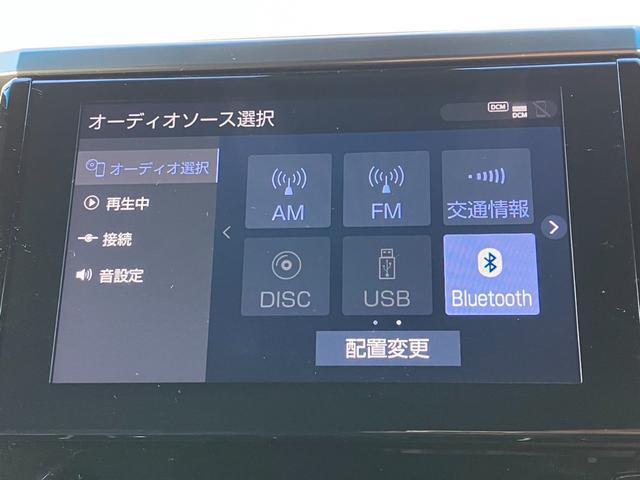 オーディオソース選択
DCM
DCM
オーディオ選択
再生中
接続
音設定
AM
FM
交通情報
DISC
USB
Bluetooth
配置変更